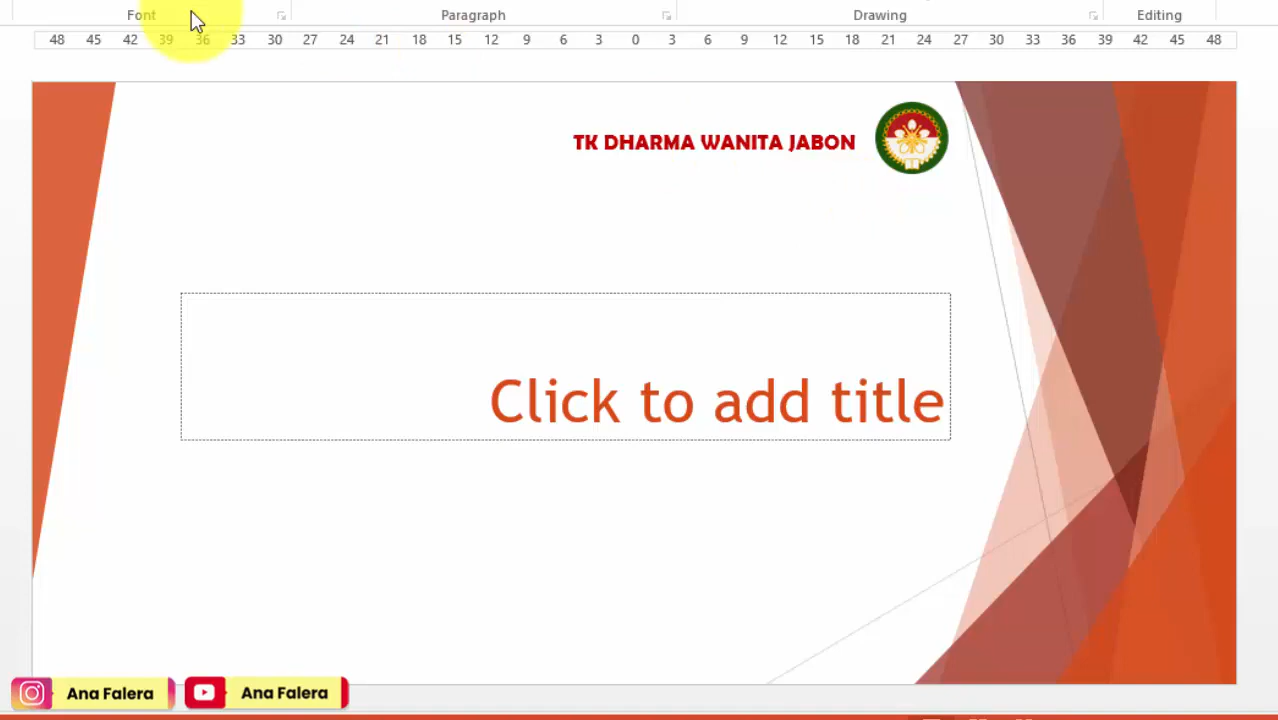 Font Paragraph Drawing Editing
48 45 42 39 36 33 30 27 24 21 18 15 12 9 6 3 0 3 6 9 12 15 18 21 24 27 30 33 36 39 42 45 48
TK DHARMA WANITA JABON
Click to add title
Ana Falera Ana Falera